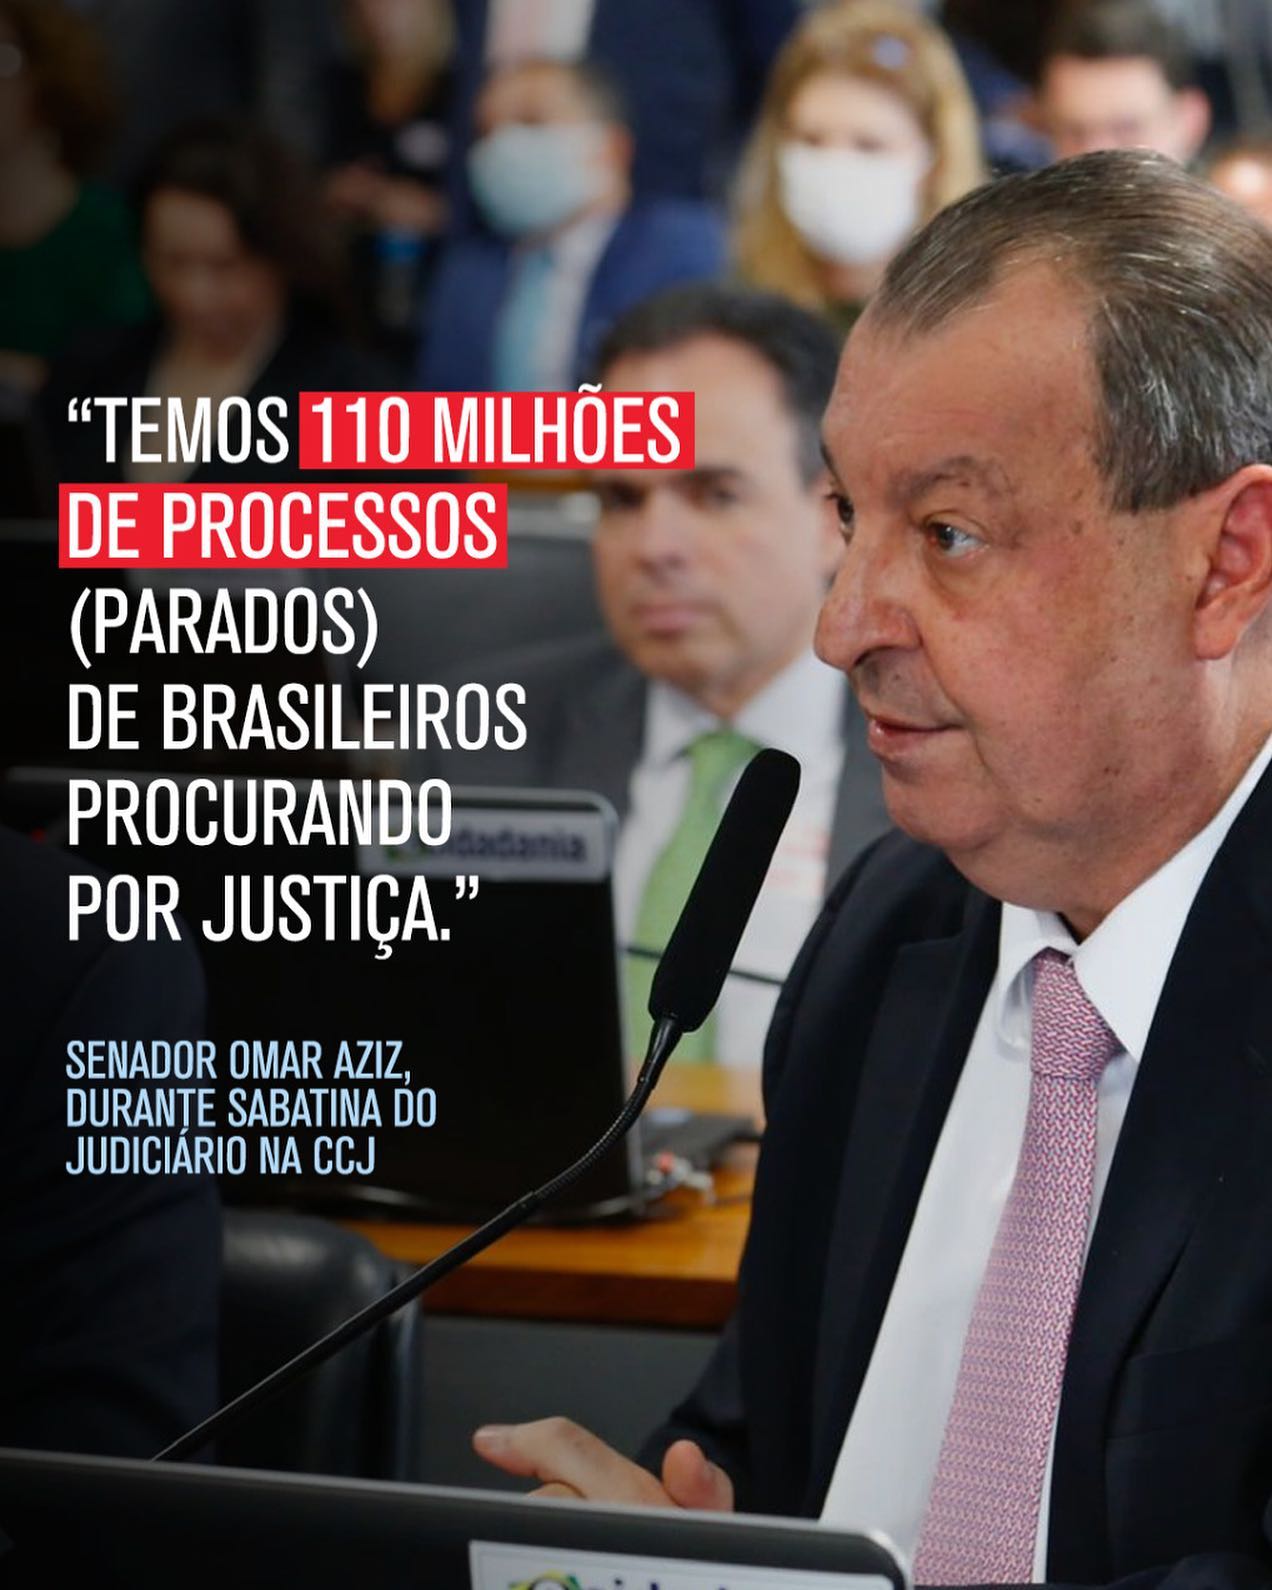 “TEMOS 110 MILHÕES
DE PROCESSOS
(PARADOS)
DE BRASILEIROS
PROCURANDO
POR JUSTIÇA.”
SENADOR OMAR AZIZ,
DURANTE SABATINA DO
JUDICIÁRIO NA CCJ